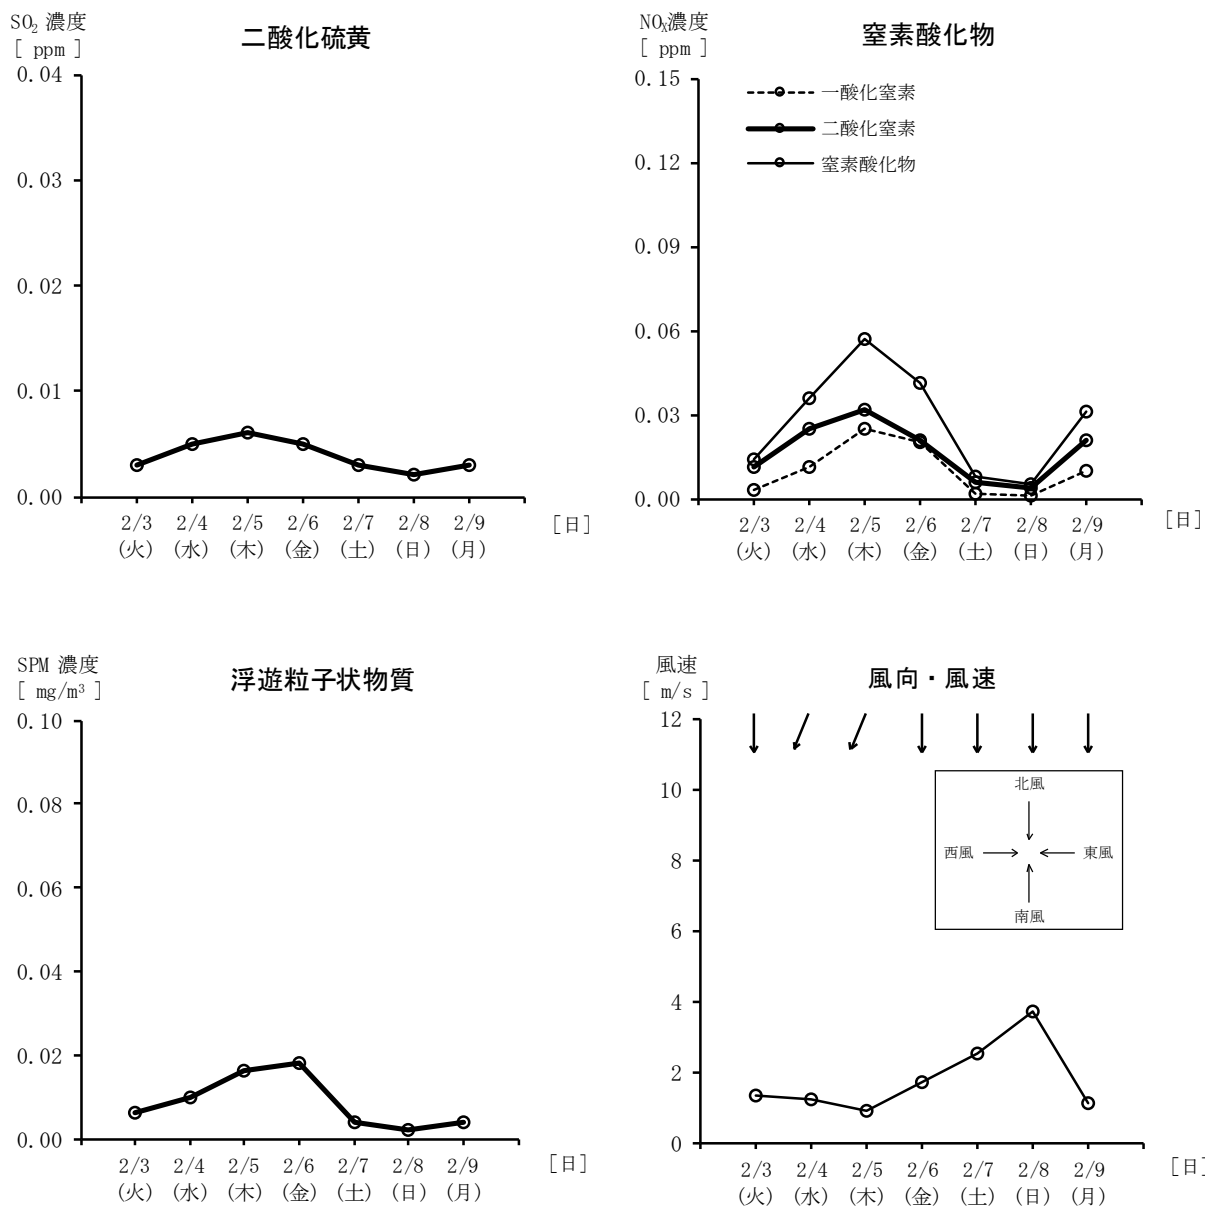 SO₂ 濃度
[ ppm ]
二酸化硫黄
0.04
0.03
0.02
0.01
0.00
2/3 2/4 2/5 2/6 2/7 2/8 2/9
(火) (水) (木) (金) (土) (日) (月)
[日]
NOX濃度
[ ppm ]
窒素酸化物
一酸化窒素
二酸化窒素
窒素酸化物
0.15
0.12
0.09
0.06
0.03
0.00
2/3 2/4 2/5 2/6 2/7 2/8 2/9
(火) (水) (木) (金) (土) (日) (月)
[日]
SPM 濃度
[ mg/m³ ]
浮遊粒子状物質
0.10
0.08
0.06
0.04
0.02
0.00
2/3 2/4 2/5 2/6 2/7 2/8 2/9
(火) (水) (木) (金) (土) (日) (月)
[日]
風速
[ m/s ]
風向・風速
12
10
8
6
4
2
0
北風
西風 東風
南風
2/3 2/4 2/5 2/6 2/7 2/8 2/9
(火) (水) (木) (金) (土) (日) (月)
[日]